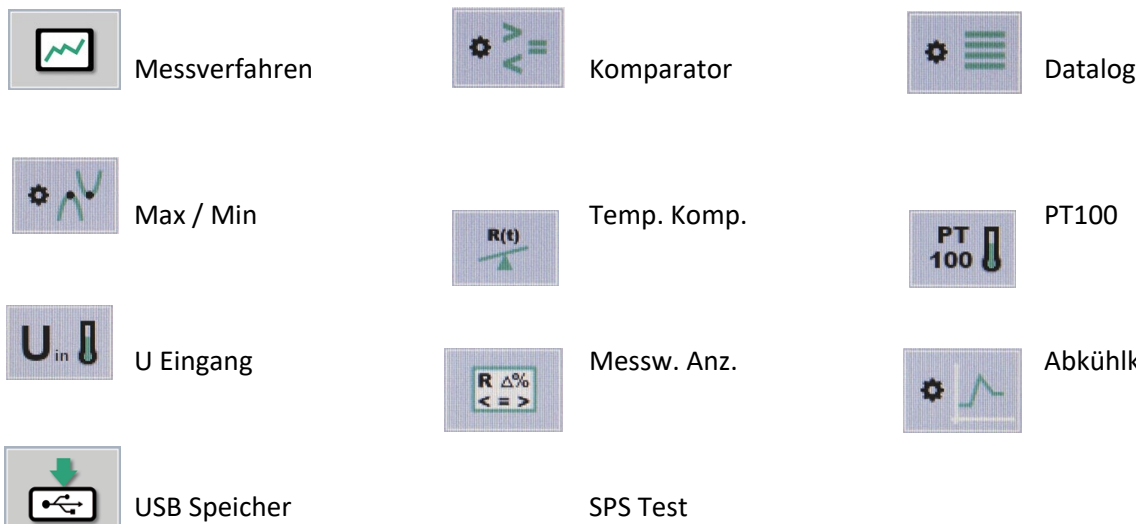 > < =
Messverfahren
Komparator
Datalog
Max / Min
R(t)
Temp. Komp.
PT
100
PT100
U in
U Eingang
R △%
< = >
Messw. Anz.
Abkühlk
USB Speicher
SPS Test